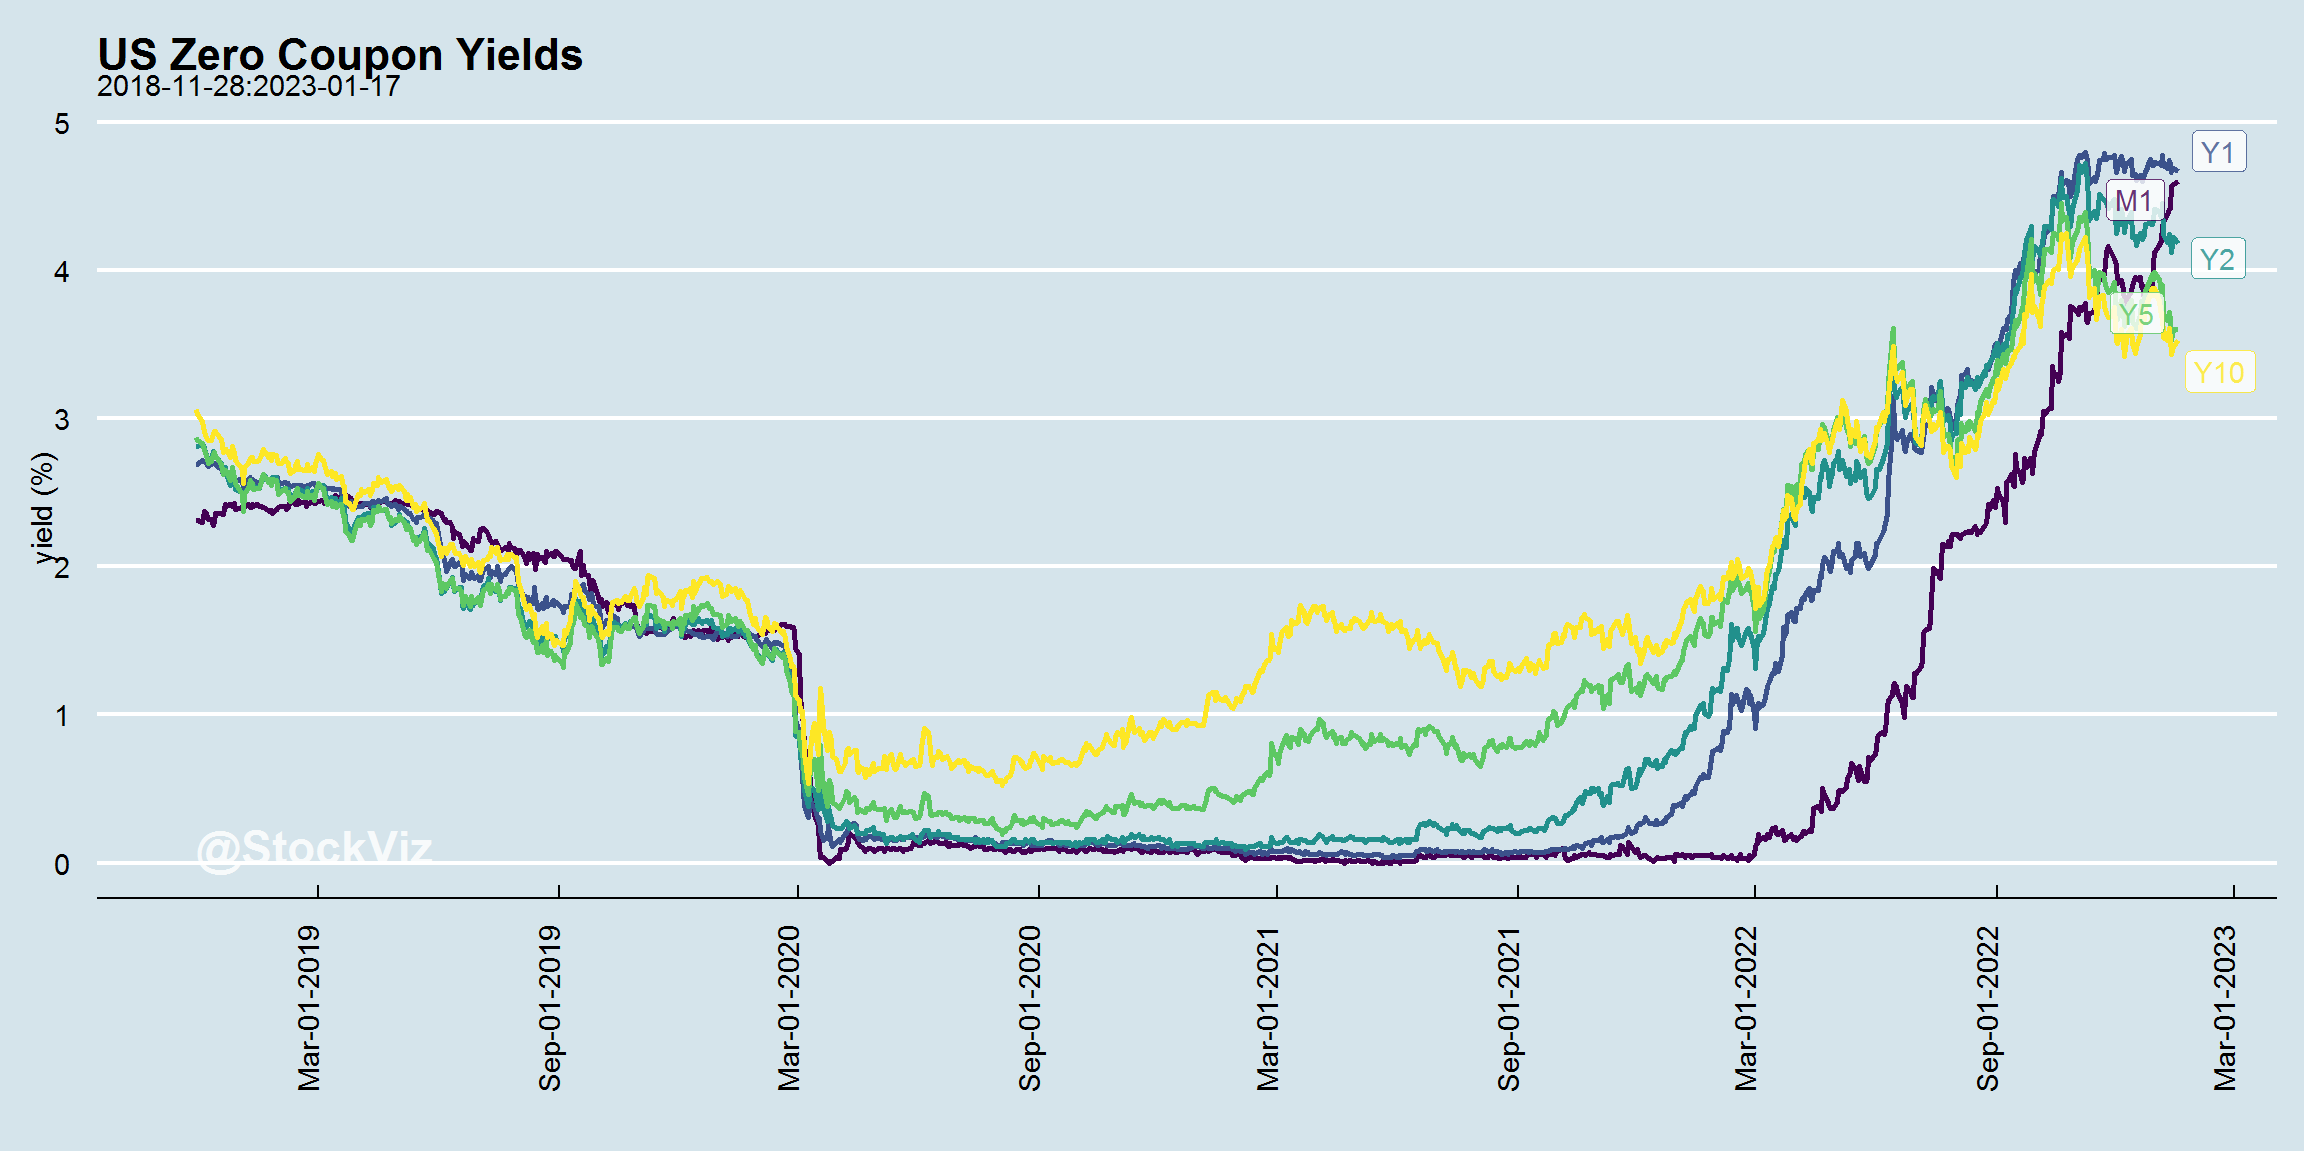 US Zero Coupon Yields
2018-11-28:2023-01-17
yield (%)
5
4
3
2
1
0
Y1
M1
Y2
Y5
Y10
@StockViz
Mar-01-2019
Sep-01-2019
Mar-01-2020
Sep-01-2020
Mar-01-2021
Sep-01-2021
Mar-01-2022
Sep-01-2022
Mar-01-2023